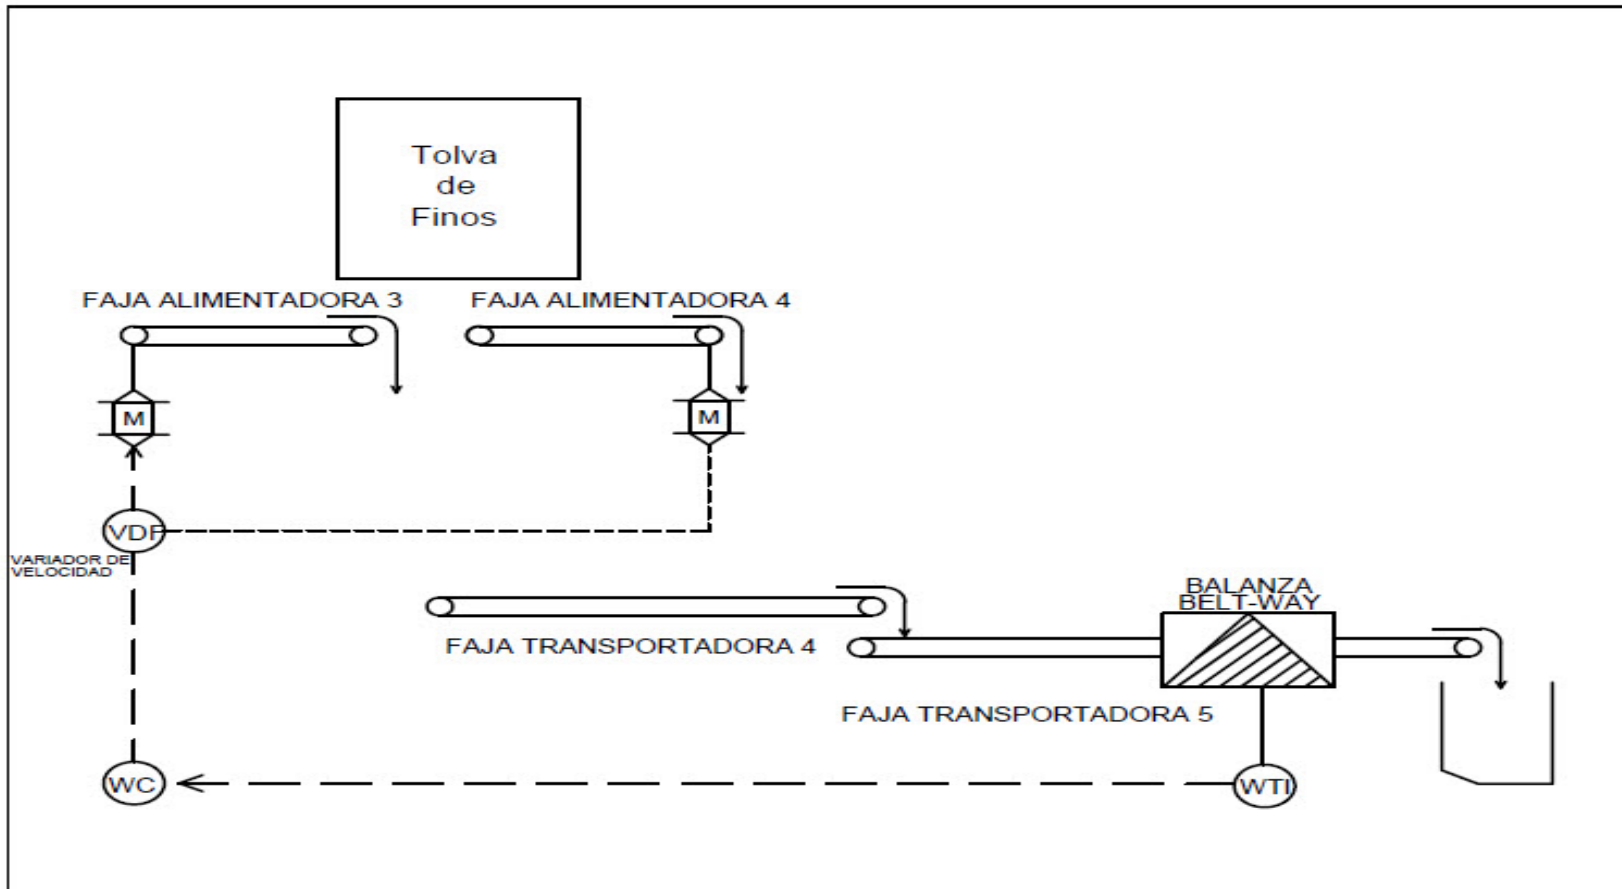 Tolva
de
Finos
FAJA ALIMENTADORA 3
FAJA ALIMENTADORA 4
M
M
VDF
VARIADOR DE
VELOCIDAD
BALANZA
BELT-WAY
FAJA TRANSPORTADORA 4
FAJA TRANSPORTADORA 5
WC
WTI